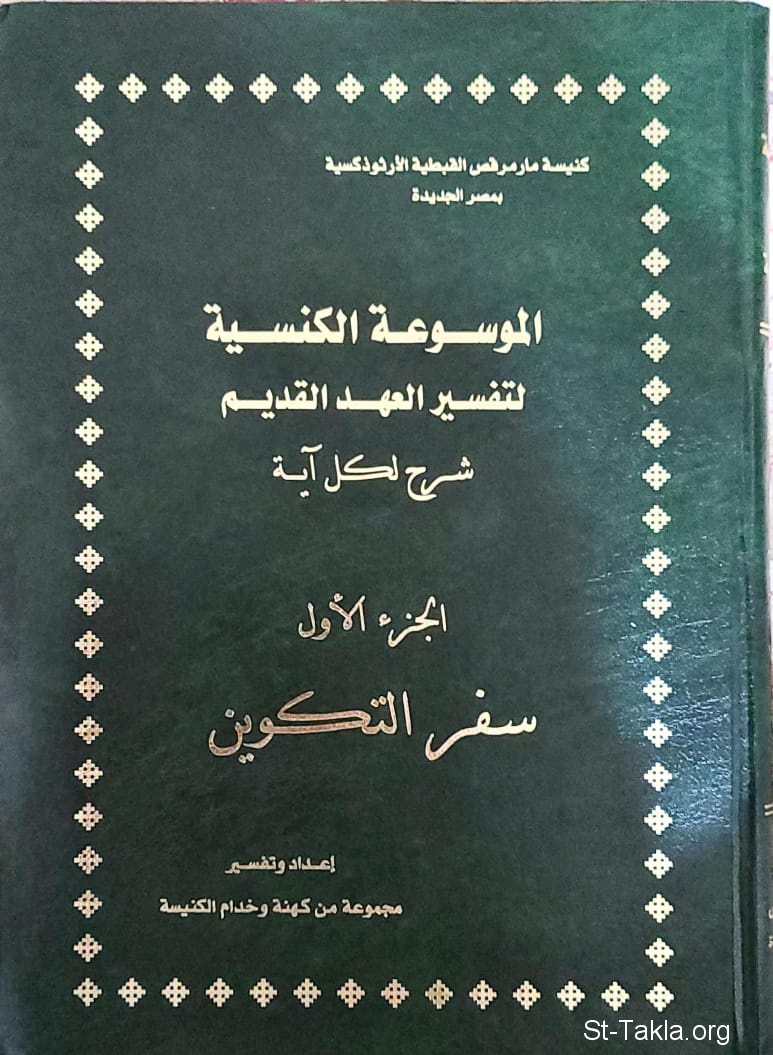 كنيسة مارمرقس القبطية الأرثوذكسية
بمصر الجديدة
الموسوعة الكنسية
لتفسير العهد القديم
شرح لكل آية
الجزء الأول
سفر التكوين
إعداد وتفسير
مجموعة من كهنة وخدام الكنيسة
St-Takla.org